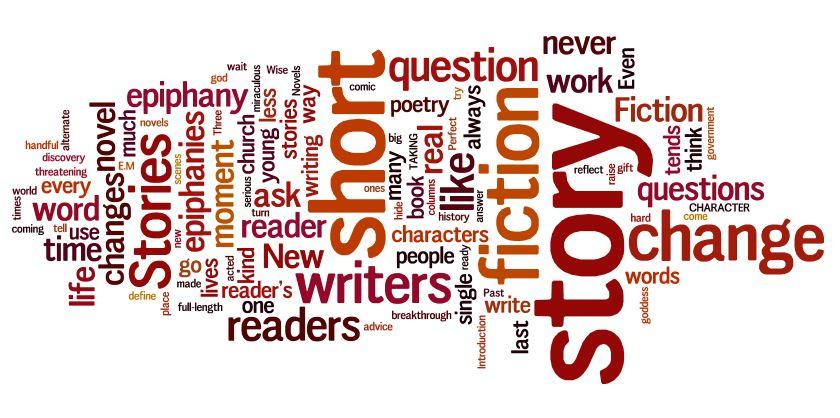 never
question
short
work
Even
comic
epiphany
god
wait
miraculous
Wise
Novels
less
way
poetry
try
always
fiction
Fiction
government
tends
think
alternate
handful
discovery
threatening
E.M
novel
much
novels
Stories
scenes
epiphanies
Three
moment
church
serious
young
stories
writing
big
TAKING
real
Perfect
many
book
columns
like
story
reflect
raise
gift
questions
CHARACTER
times
world
every
changes
word
ask
turn
reader
ones
hide
history
answer
characters
hard
come
change
coming
tell
use
time
new
go
lives
acted
kind
New
people
ready
words
goddess
life
define
place
made
full-length
reader's
one
writers
single
Past
write
readers
advice
breakthrough
Introduction
last